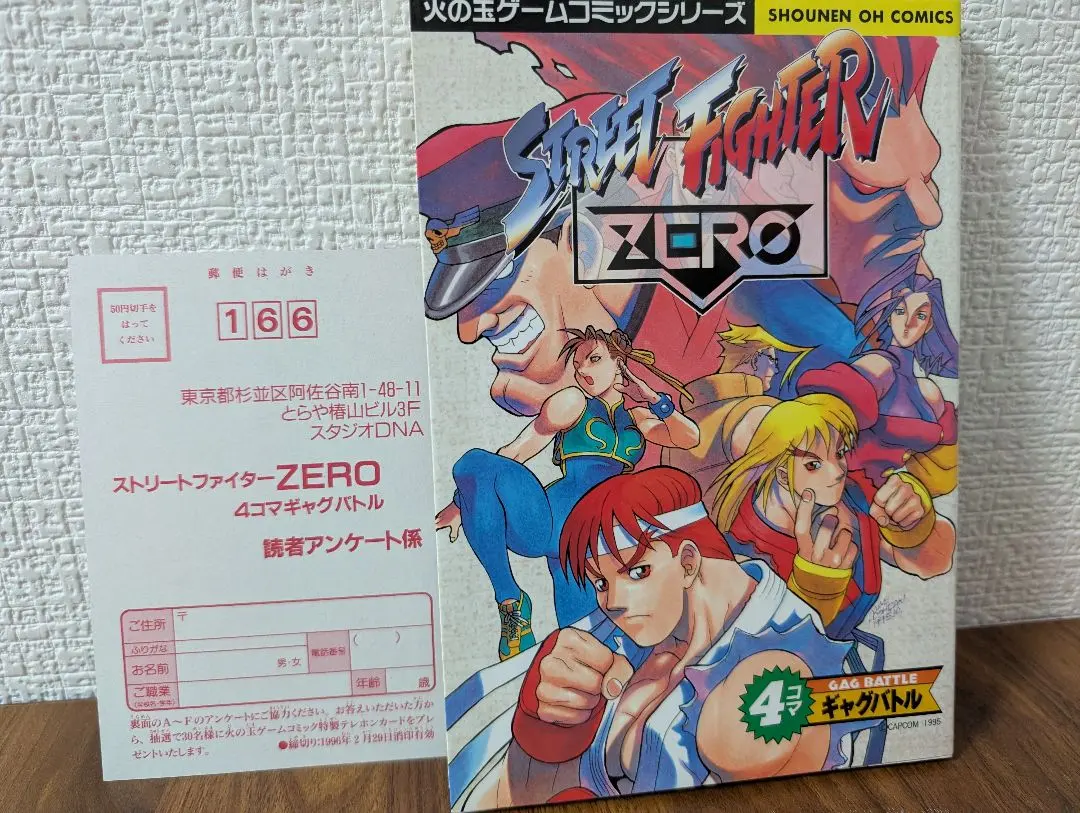 火の玉ゲームコミックシリーズ
SHOUNEN OH COMICS
STREET FIGHTER
ZERO
4コマ
GAG BATTLE
ギャグバトル
©CAPCOM 1995
郵便はがき
50円切手を
はって
ください
166
東京都杉並区阿佐谷南1-48-11
とらや椿山ビル3F
スタジオDNA
ストリートファイターZERO
4コマギャグバトル
読者アンケート係
ご住所
〒
ふりがな
お名前
男・女
電話番号
( )
ご職業
(学校名・学年)
年齢
歳
裏面のA〜Fのアンケートにご協力ください。お答えいただいた方か
ら、抽選で30名様に火の玉ゲームコミック特製テレホンカードをプレ
ゼントいたします。
●締切り:1996年2月29日消印有効